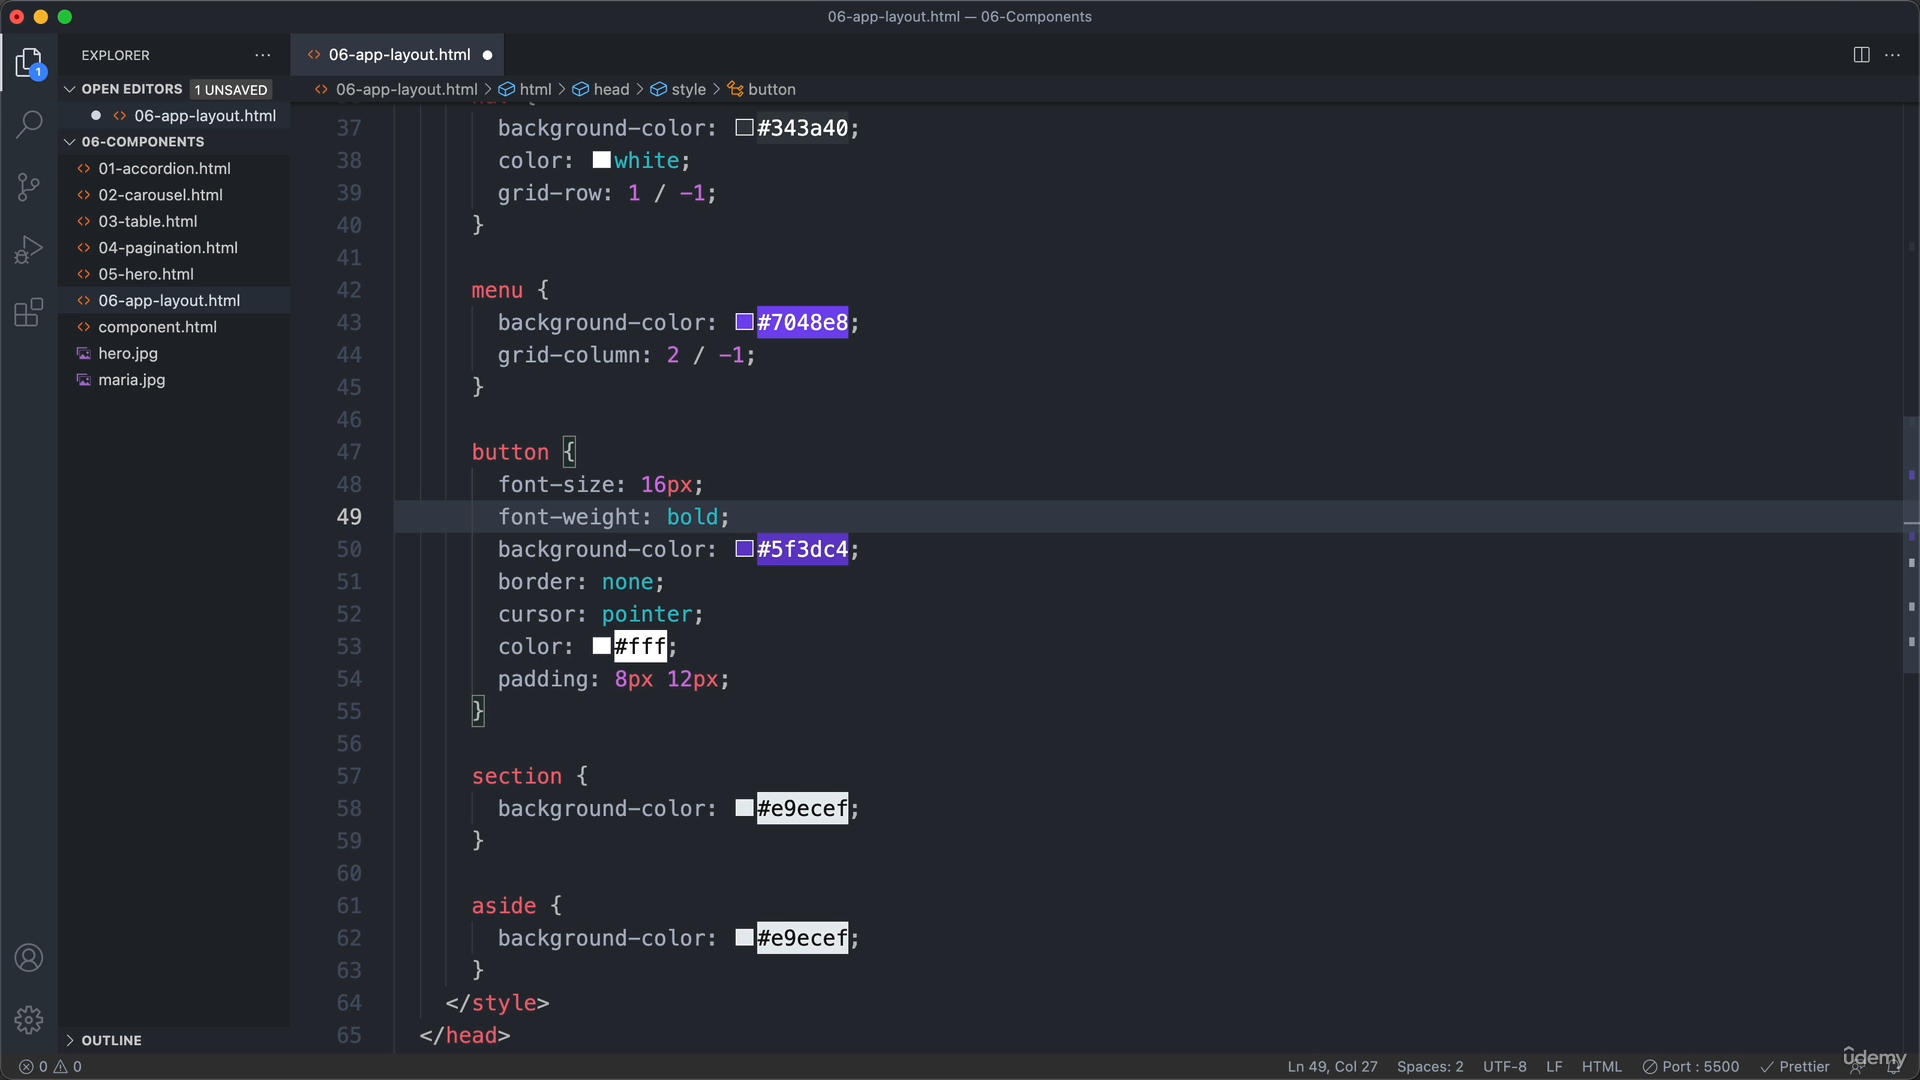 06-app-layout.html — 06-Components
EXPLORER
06-app-layout.html
OPEN EDITORS 1 UNSAVED
06-app-layout.html > html > head > style > button
1
06-app-layout.html
06-COMPONENTS
01-accordion.html
02-carousel.html
03-table.html
04-pagination.html
05-hero.html
06-app-layout.html
component.html
hero.jpg
maria.jpg
37 background-color: #343a40;
38 color: white;
39 grid-row: 1 / -1;
40 }
41
42 menu {
43 background-color: #7048e8;
44 grid-column: 2 / -1;
45 }
46
47 button {
48 font-size: 16px;
49 font-weight: bold;
50 background-color: #5f3dc4;
51 border: none;
52 cursor: pointer;
53 color: #fff;
54 padding: 8px 12px;
55 }
56
57 section {
58 background-color: #e9ecef;
59 }
60
61 aside {
62 background-color: #e9ecef;
63 }
64 </style>
65 </head>
OUTLINE
0 0
Ln 49, Col 27 Spaces: 2 UTF-8 LF HTML Port : 5500 Prettier
ûdemy